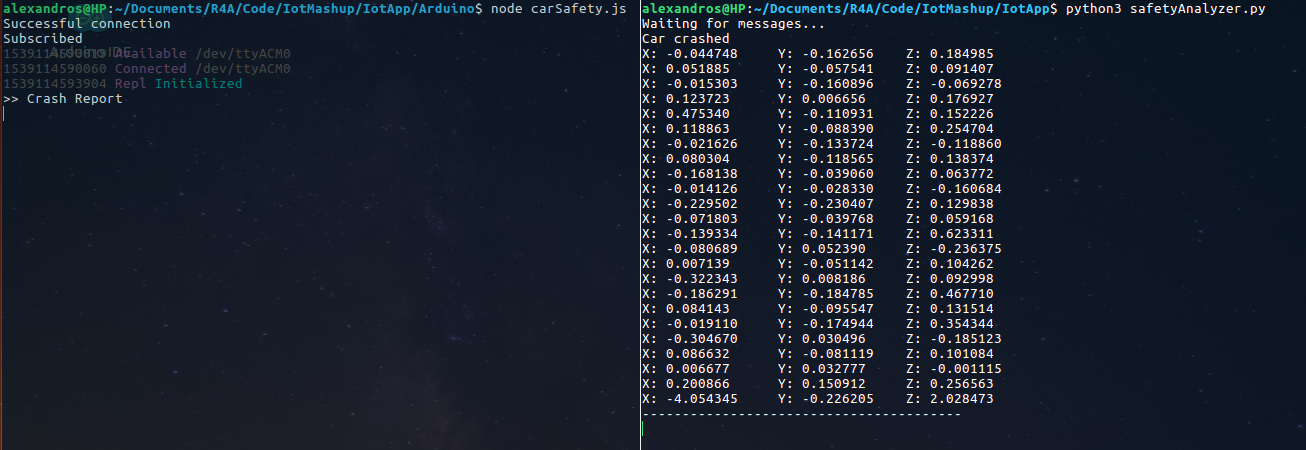 alexandros@HP:~/Documents/R4A/Code/IotMashup/IotApp/Arduino$ node carSafety.js
Successful connection
Subscribed
ArduinoIDE
Available /dev/ttyACM0
1539114590060 Connected /dev/ttyACM0
1539114593904 Repl Initialized
>> Crash Report
alexandros@HP:~/Documents/R4A/Code/IotMashup/IotApp$ python3 safetyAnalyzer.py
Waiting for messages...
Car crashed
X: -0.044748 Y: -0.162656 Z: 0.184985
X: 0.051885 Y: -0.057541 Z: 0.091407
X: -0.015303 Y: -0.160896 Z: -0.069278
X: 0.123723 Y: 0.006656 Z: 0.176927
X: 0.475340 Y: -0.110931 Z: 0.152226
X: 0.118863 Y: -0.088390 Z: 0.254704
X: -0.021626 Y: -0.133724 Z: -0.118860
X: 0.080304 Y: -0.118565 Z: 0.138374
X: -0.168138 Y: -0.039060 Z: 0.063772
X: -0.014126 Y: -0.028330 Z: -0.160684
X: -0.229502 Y: -0.230407 Z: 0.129838
X: -0.071803 Y: -0.039768 Z: 0.059168
X: -0.139334 Y: -0.141171 Z: 0.623311
X: -0.080689 Y: 0.052390 Z: -0.236375
X: 0.007139 Y: -0.051142 Z: 0.104262
X: -0.322343 Y: 0.008186 Z: 0.092998
X: -0.186291 Y: -0.184785 Z: 0.467710
X: 0.084143 Y: -0.095547 Z: 0.131514
X: -0.019110 Y: -0.174944 Z: 0.354344
X: -0.304670 Y: 0.030496 Z: -0.185123
X: 0.086632 Y: -0.081119 Z: 0.101084
X: 0.006677 Y: 0.032777 Z: -0.001115
X: 0.200866 Y: 0.150912 Z: 0.256563
X: -4.054345 Y: -0.226205 Z: 2.028473
----------------------------------------